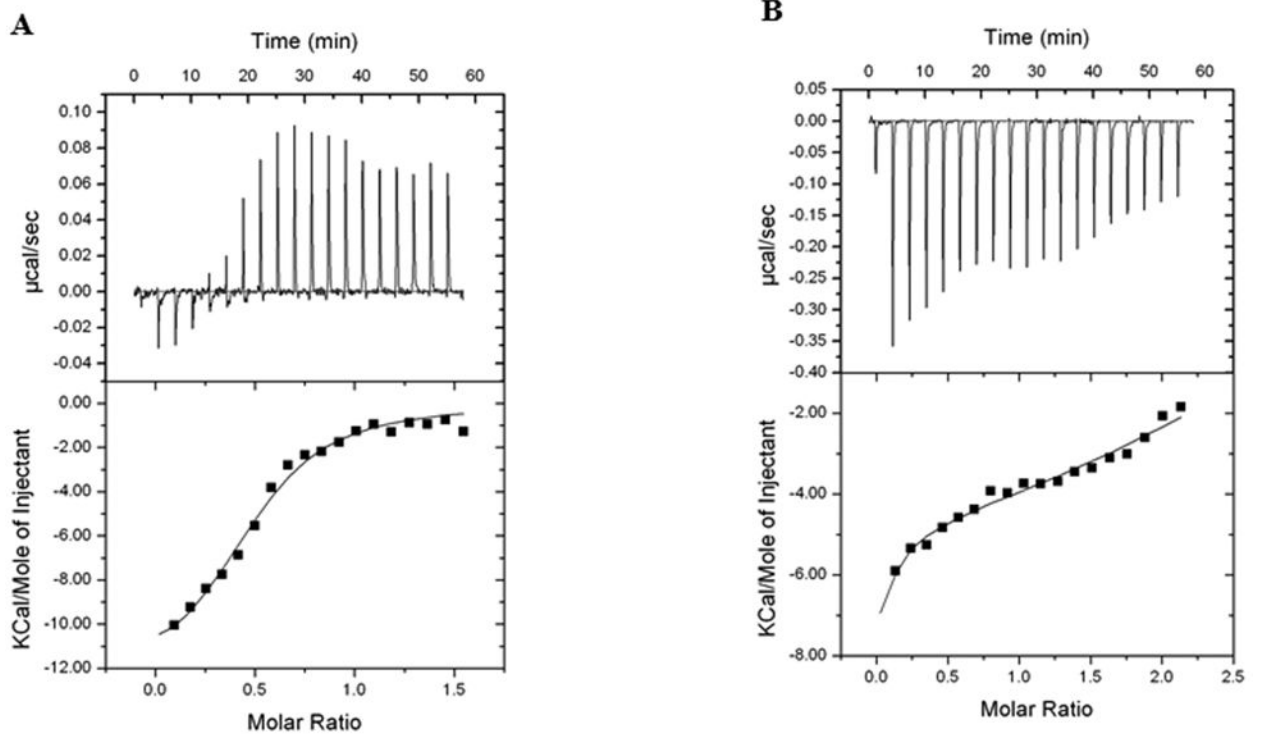 A
Time (min)
0 10 20 30 40 50 60
0.10
0.08
0.06
0.04
0.02
0.00
-0.02
-0.04
µcal/sec
0.00
-2.00
-4.00
-6.00
-8.00
-10.00
-12.00
KCal/Mole of Injectant
0.0 0.5 1.0 1.5
Molar Ratio
B
Time (min)
0 10 20 30 40 50 60
0.05
0.00
-0.05
-0.10
-0.15
-0.20
-0.25
-0.30
-0.35
-0.40
µcal/sec
-2.00
-4.00
-6.00
-8.00
KCal/Mole of Injectant
0.0 0.5 1.0 1.5 2.0 2.5
Molar Ratio